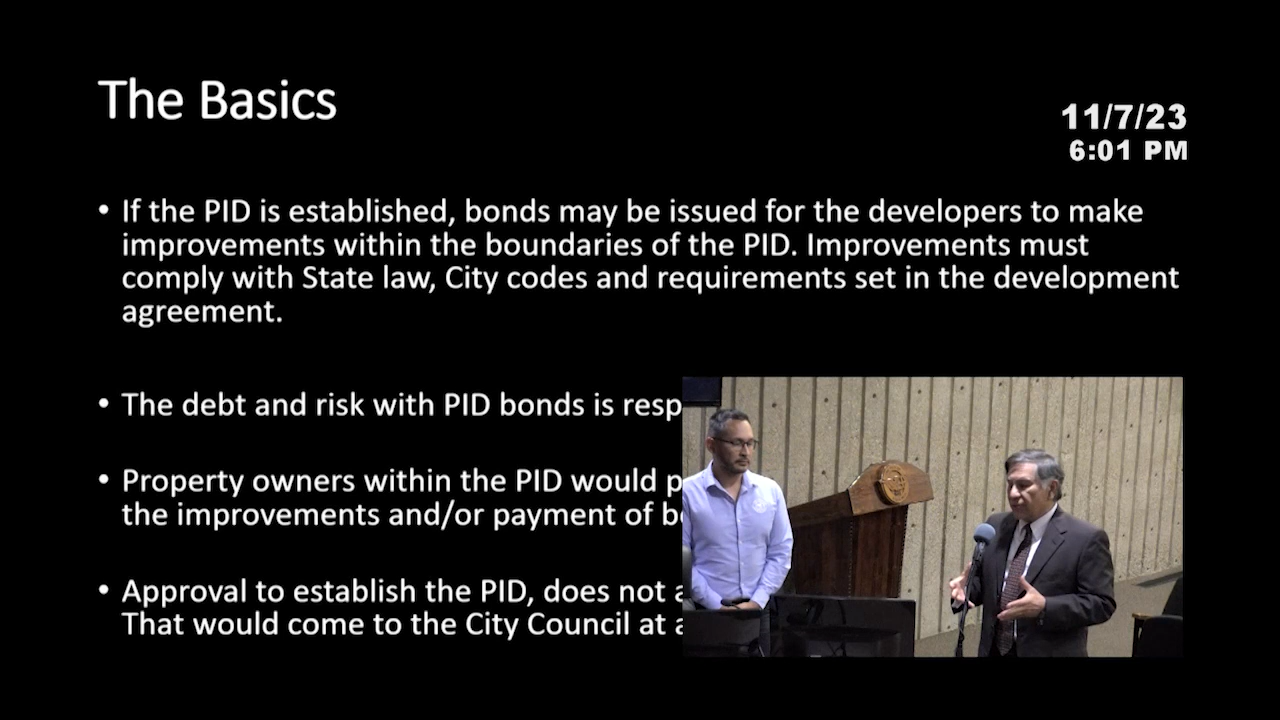 The Basics
11/7/23
6:01 PM
• If the PID is established, bonds may be issued for the developers to make
improvements within the boundaries of the PID. Improvements must
comply with State law, City codes and requirements set in the development
agreement.
• The debt and risk with PID bonds is
• Property owners within the PID would
the improvements and/or payment of
• Approval to establish the PID, does not
That would come to the City Council at